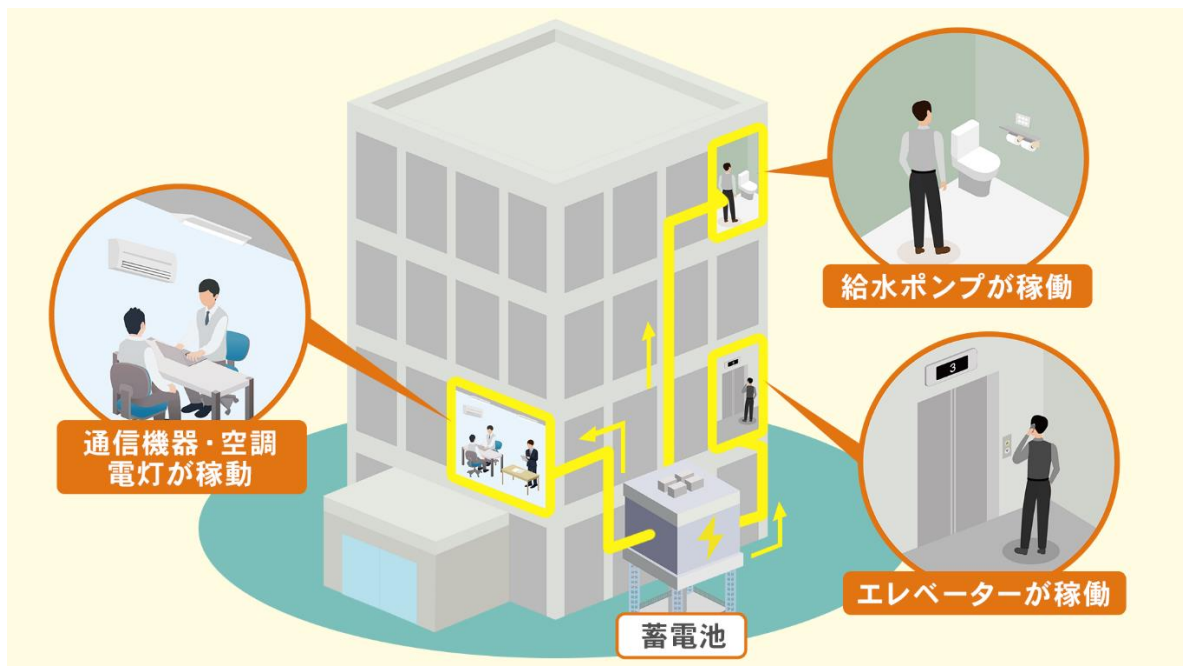 給水ポンプが稼働
通信機器・空調
電灯が稼動
3
エレベーターが稼働
蓄電池